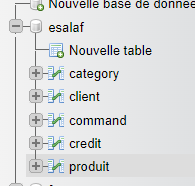 Nouvelle base de donnée
esalaf
Nouvelle table
category
client
command
credit
produit